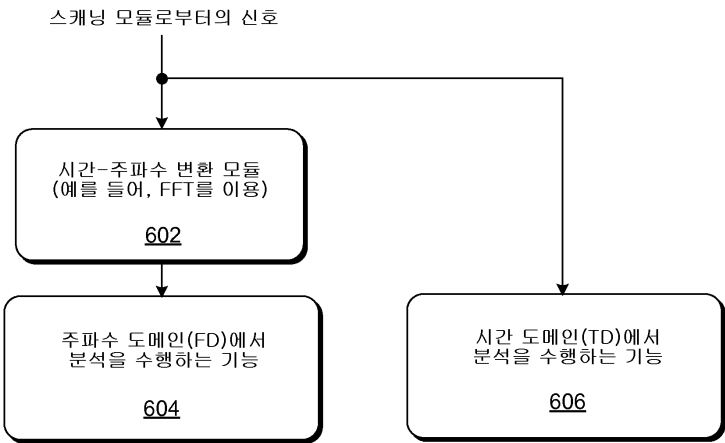 스캐닝 모듈로부터의 신호
시간-주파수 변환 모듈
(예를 들어, FFT를 이용)
602
주파수 도메인(FD)에서
분석을 수행하는 기능
604
시간 도메인(TD)에서
분석을 수행하는 기능
606